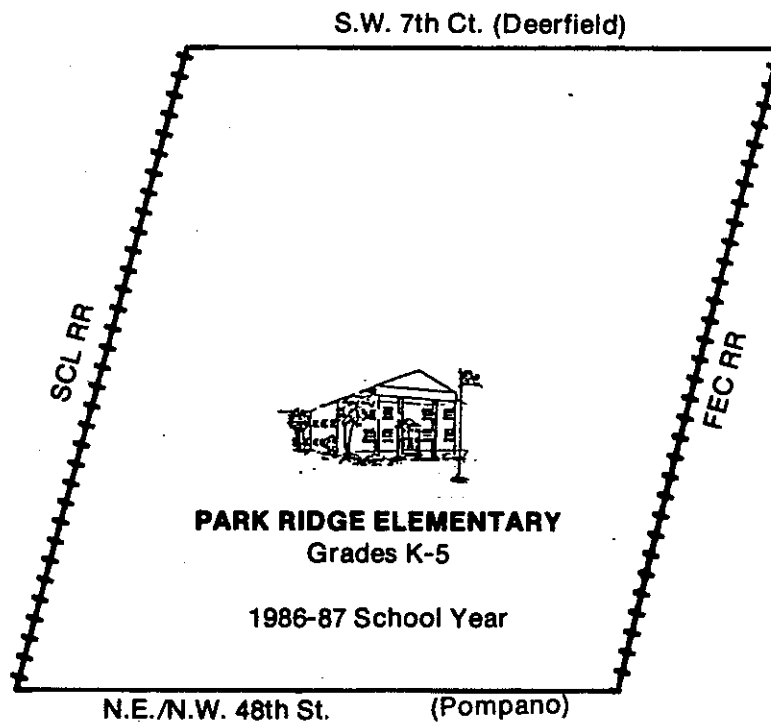 S.W. 7th Ct. (Deerfield)
SCL RR
FEC RR
PARK RIDGE ELEMENTARY
Grades K-5
1986-87 School Year
N.E./N.W. 48th St. (Pompano)